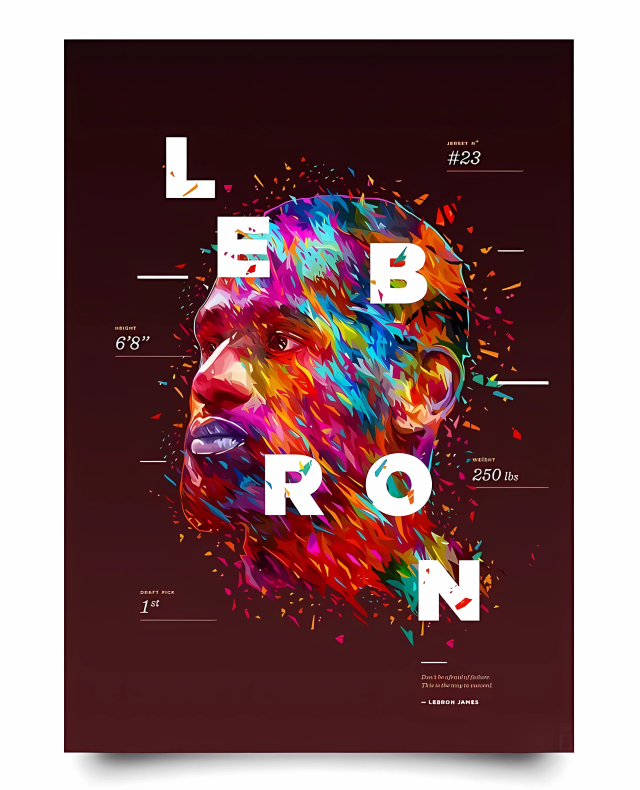 L
E
B
R
O
N
JERSEY Nº
#23
HEIGHT
6’8”
WEIGHT
250 lbs
DRAFT PICK
1st
Don't be afraid of failure.
This is the way to succeed.
— LEBRON JAMES